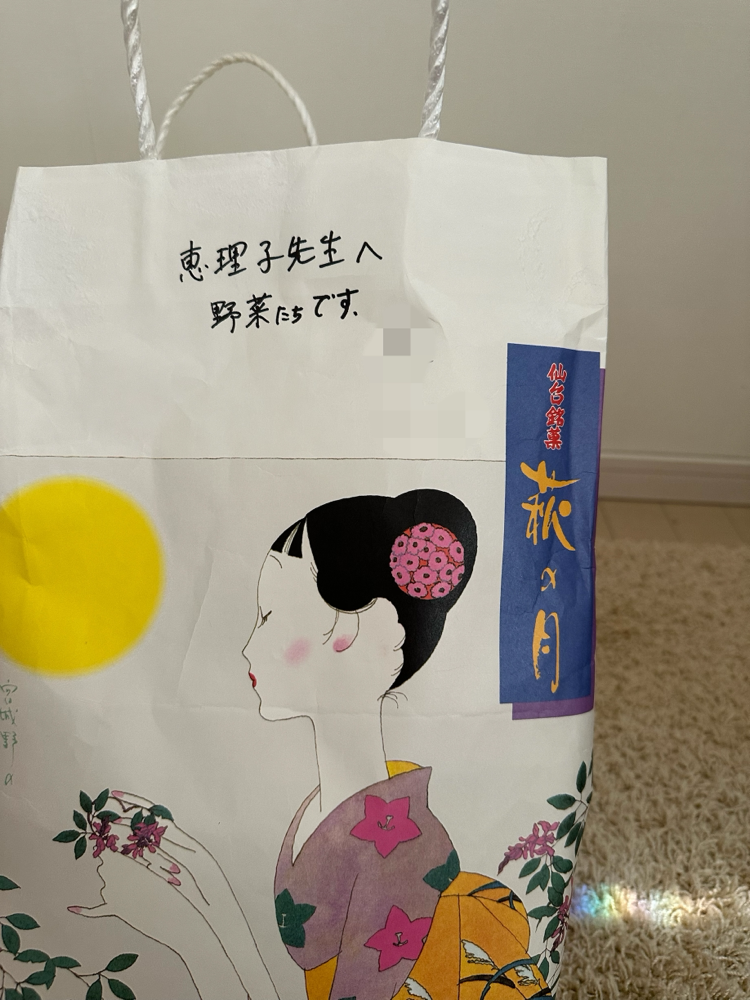 恵理子先生へ
野菜たちです、
仙台銘菓
萩の月
宮城野の